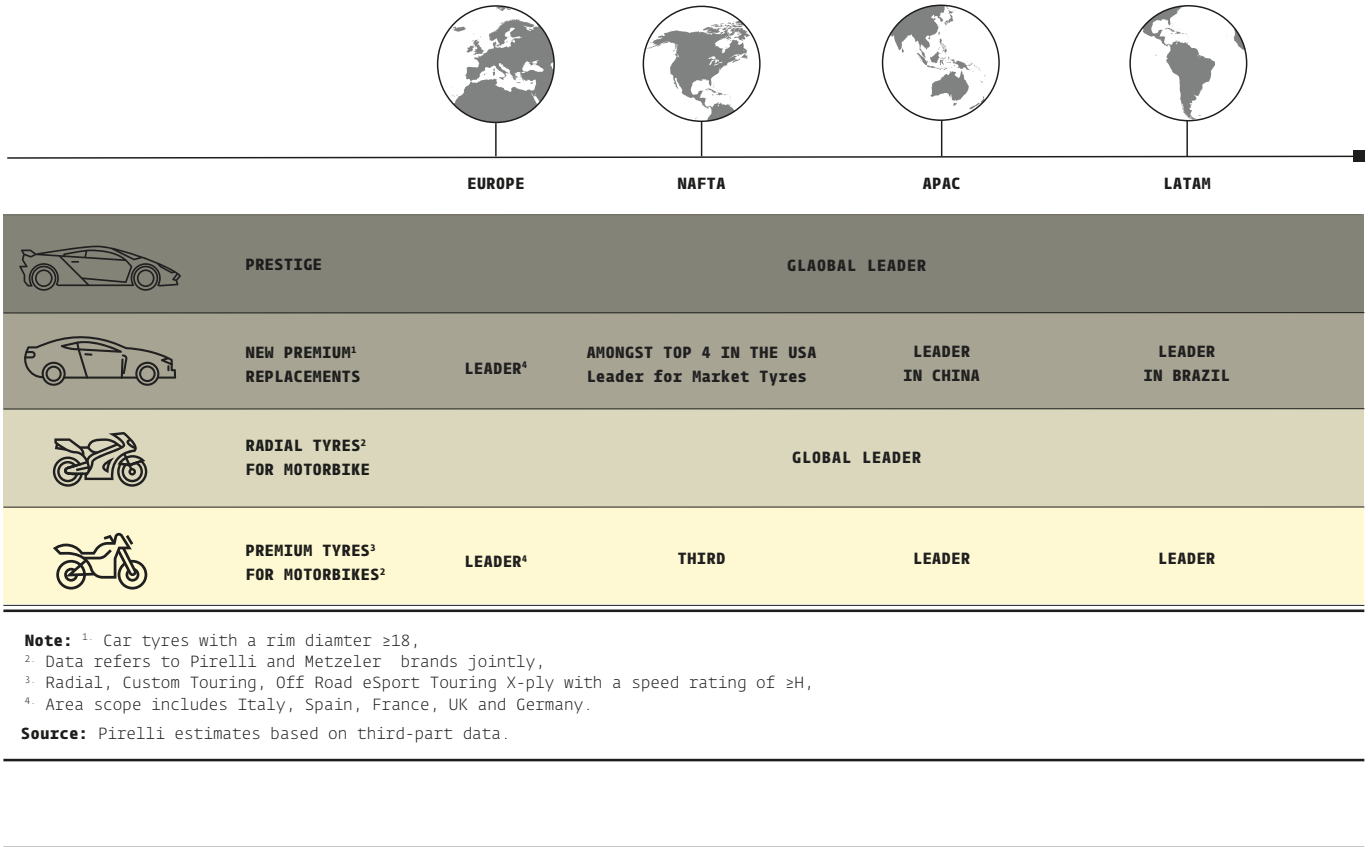 EUROPE NAFTA APAC LATAM
PRESTIGE GLAOBAL LEADER
NEW PREMIUM¹ AMONGST TOP 4 IN THE USA LEADER LEADER
LEADER⁴
REPLACEMENTS Leader for Market Tyres IN CHINA IN BRAZIL
RADIAL TYRES²
GLOBAL LEADER
FOR MOTORBIKE
PREMIUM TYRES³
LEADER⁴ THIRD LEADER LEADER
FOR MOTORBIKES²
Note: ¹· Car tyres with a rim diamter ≥18,
²· Data refers to Pirelli and Metzeler brands jointly,
³· Radial, Custom Touring, Off Road eSport Touring X-ply with a speed rating of ≥H,
⁴· Area scope includes Italy, Spain, France, UK and Germany.
Source: Pirelli estimates based on third-part data.